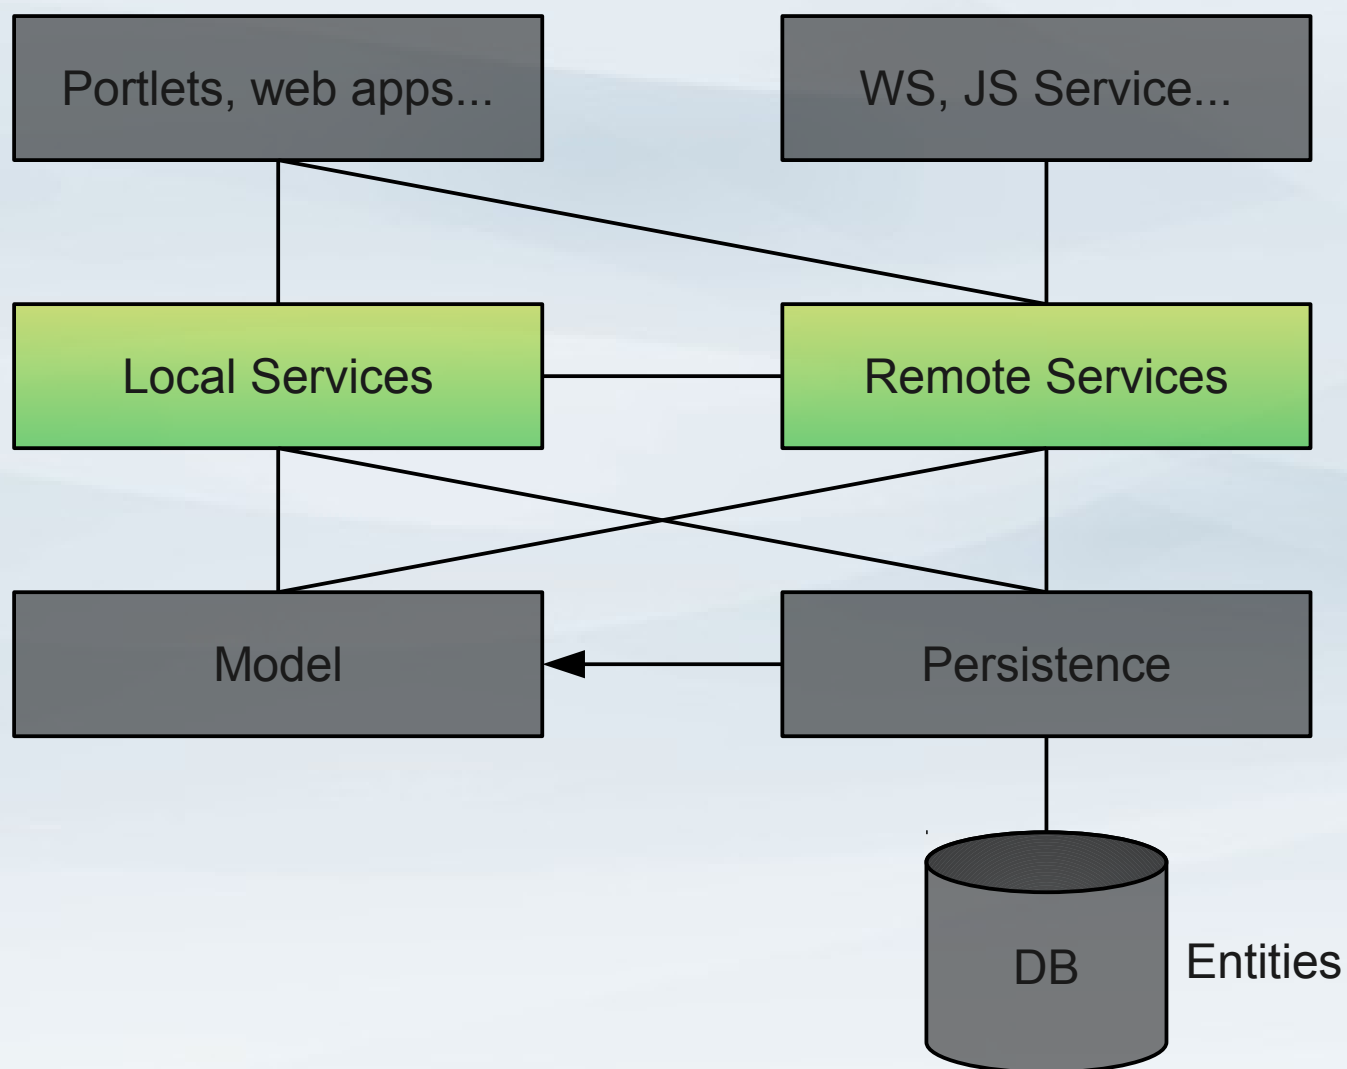 Portlets, web apps...
WS, JS Service...
Local Services
Remote Services
Model
Persistence
DB
Entities